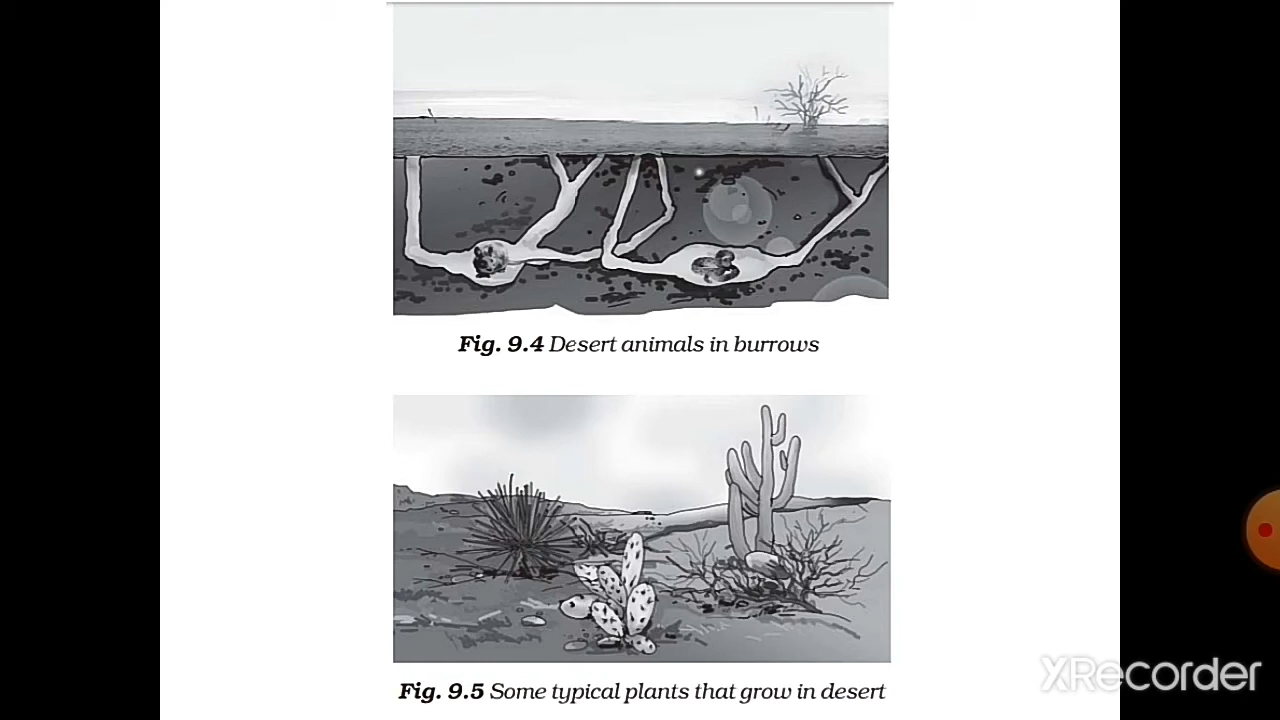 Fig. 9.4 Desert animals in burrows
Fig. 9.5 Some typical plants that grow in desert
XRecorder